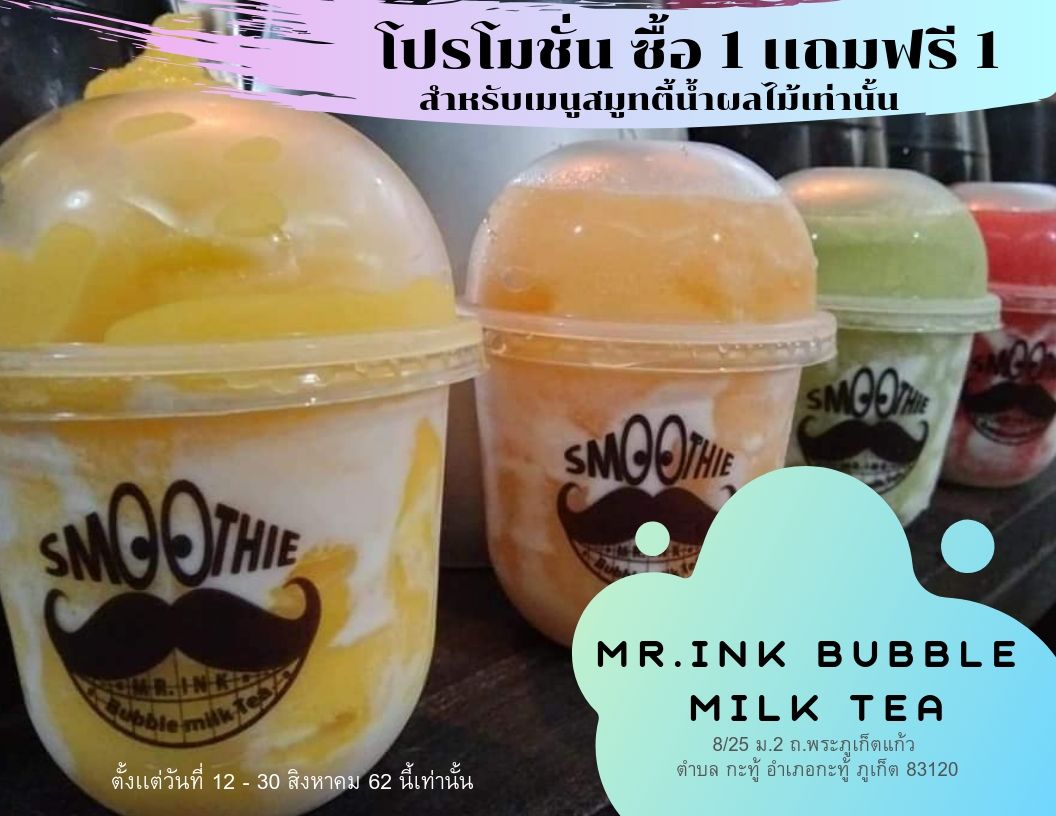 โปรโมชั่น ซื้อ 1 แถมฟรี 1
สำหรับเมนูสมูทตี้น้ำผลไม้เท่านั้น
SMOOTHIE
MR.INK
Bubble milk Tea
SMOOTHIE
MR.INK
Bubble
SMOOTHIE
SMOO
MR.INK BUBBLE
MILK TEA
8/25 ม.2 ถ.พระภูเก็ตแก้ว
ตำบล กะทู้ อำเภอกะทู้ ภูเก็ต 83120
ตั้งแต่วันที่ 12 - 30 สิงหาคม 62 นี้เท่านั้น